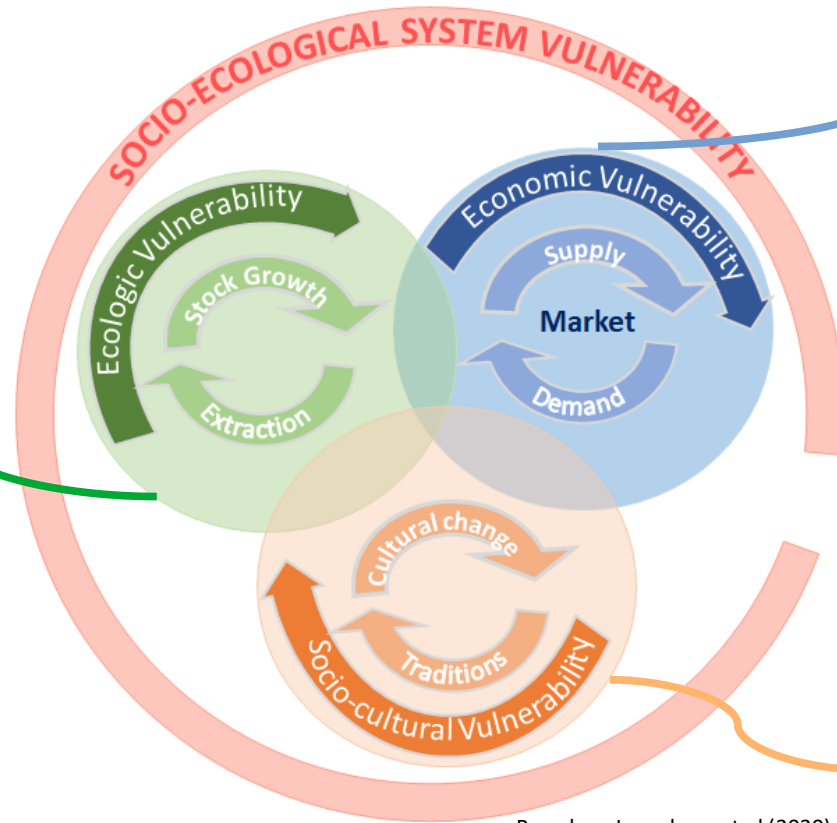 SOCIO-ECOLOGICAL SYSTEM VULNERABILITY
Ecologic Vulnerability
Stock Growth
Extraction
Economic Vulnerability
Supply
Market
Demand
Cultural change
Traditions
Socio-cultural Vulnerability